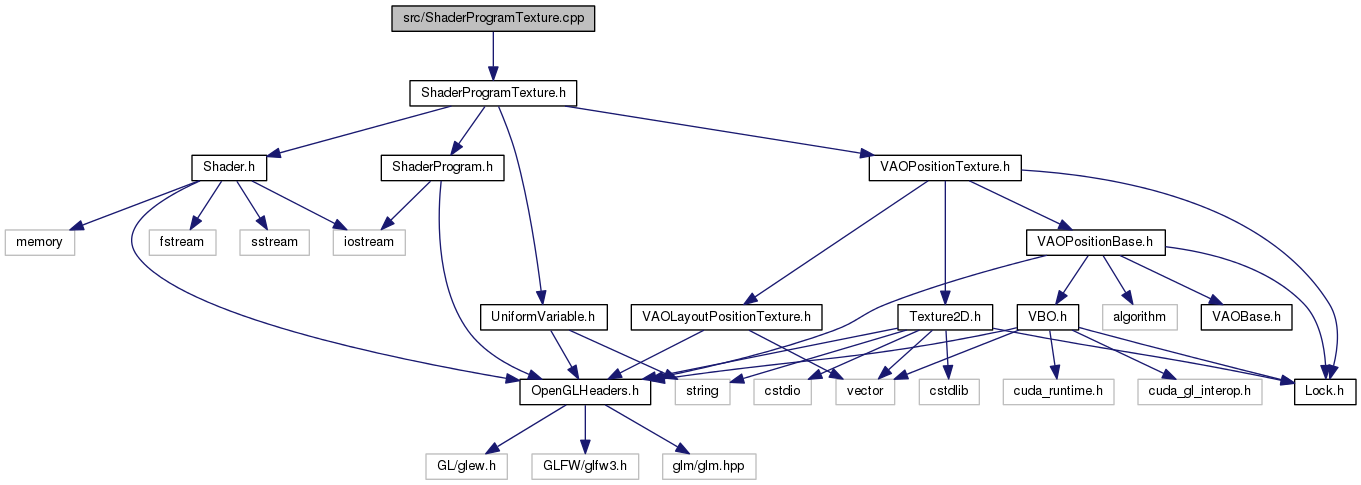 src/ShaderProgramTexture.cpp
ShaderProgramTexture.h
Shader.h
ShaderProgram.h
VAOPositionTexture.h
memory
fstream
sstream
iostream
VAOPositionBase.h
UniformVariable.h
VAOLayoutPositionTexture.h
Texture2D.h
VBO.h
algorithm
VAOBase.h
OpenGLHeaders.h
string
cstdio
vector
cstdlib
cuda_runtime.h
cuda_gl_interop.h
Lock.h
GL/glew.h
GLFW/glfw3.h
glm/glm.hpp